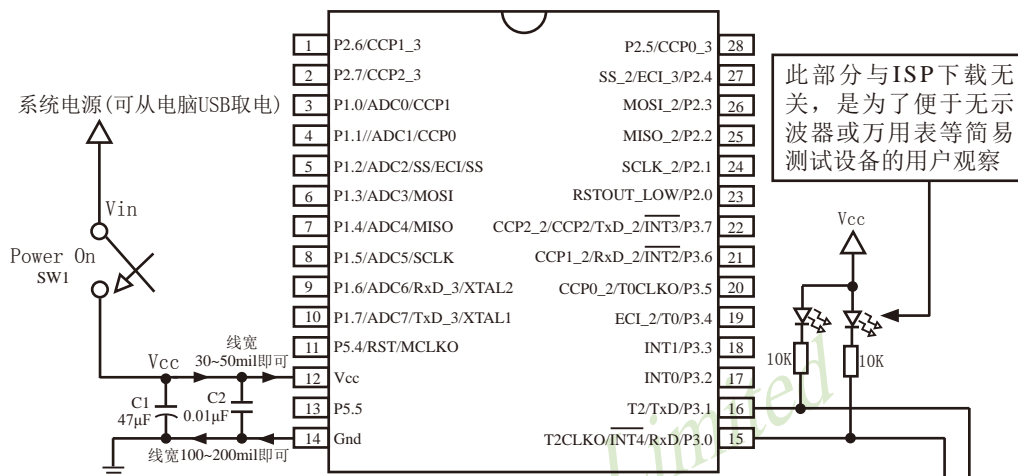 系统电源(可从电脑USB取电)
Vin
Power On
SW1
Vcc
线宽
30~50mil即可
C1
47μF
C2
0.01μF
线宽100~200mil即可
1 P2.6/CCP1_3
2 P2.7/CCP2_3
3 P1.0/ADC0/CCP1
4 P1.1//ADC1/CCP0
5 P1.2/ADC2/SS/ECI/SS
6 P1.3/ADC3/MOSI
7 P1.4/ADC4/MISO
8 P1.5/ADC5/SCLK
9 P1.6/ADC6/RxD_3/XTAL2
10 P1.7/ADC7/TxD_3/XTAL1
11 P5.4/RST/MCLKO
12 Vcc
13 P5.5
14 Gnd
P2.5/CCP0_3 28
SS_2/ECI_3/P2.4 27
MOSI_2/P2.3 26
MISO_2/P2.2 25
SCLK_2/P2.1 24
RSTOUT_LOW/P2.0 23
CCP2_2/CCP2/TxD_2/INT3/P3.7 22
CCP1_2/RxD_2/INT2/P3.6 21
CCP0_2/T0CLKO/P3.5 20
ECI_2/T0/P3.4 19
INT1/P3.3 18
INT0/P3.2 17
T2/TxD/P3.1 16
T2CLKO/INT4/RxD/P3.0 15
此部分与ISP下载无
关，是为了便于无示
波器或万用表等简易
测试设备的用户观察
Vcc
10K
10K
Limited